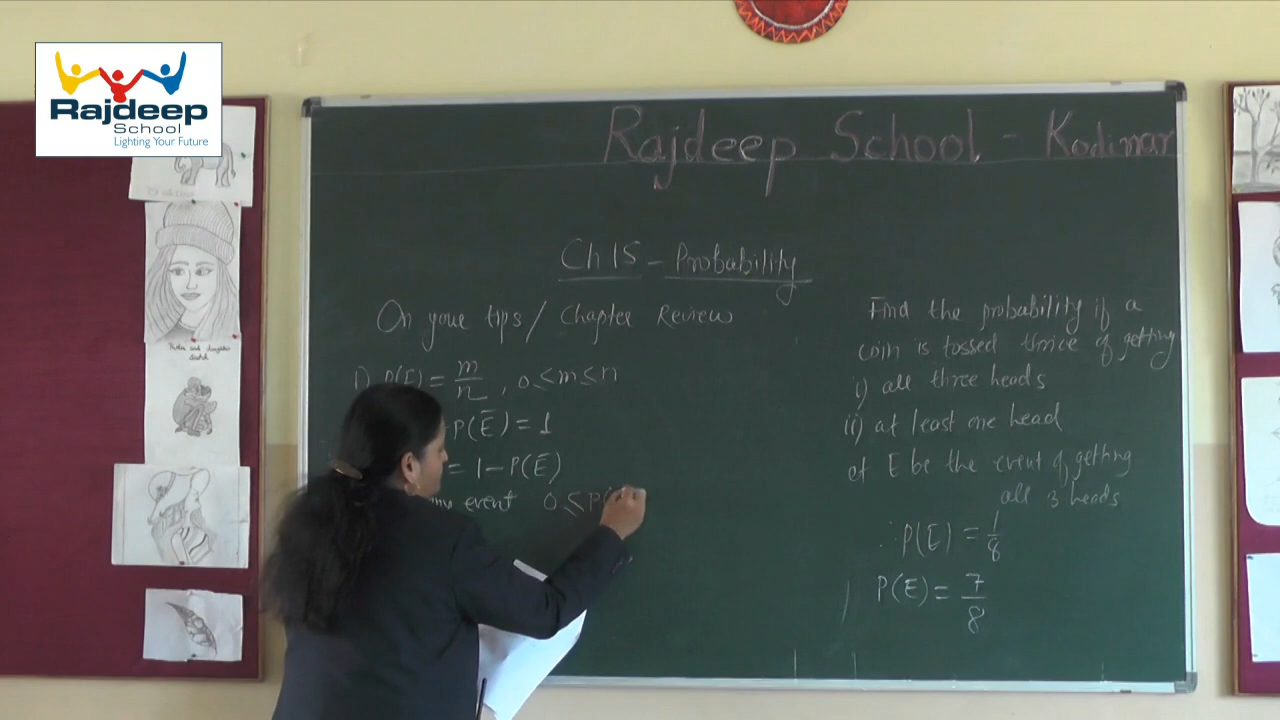 Rajdeep
School
Lighting Your Future
Rajdeep School - Kodinar
Ch 15 - Probability
On your tips / Chapter Review
i) P(E) = m/n , 0 ≤ m ≤ n
P(Ē) = 1
= 1 - P(Ē)
any event 0 ≤ P(
Find the probability if a
coin is tossed thrice of getting
i) all three heads
ii) at least one head
et E be the event of getting
all 3 heads
∴ P(E) = 1/8
P(E) = 7/8